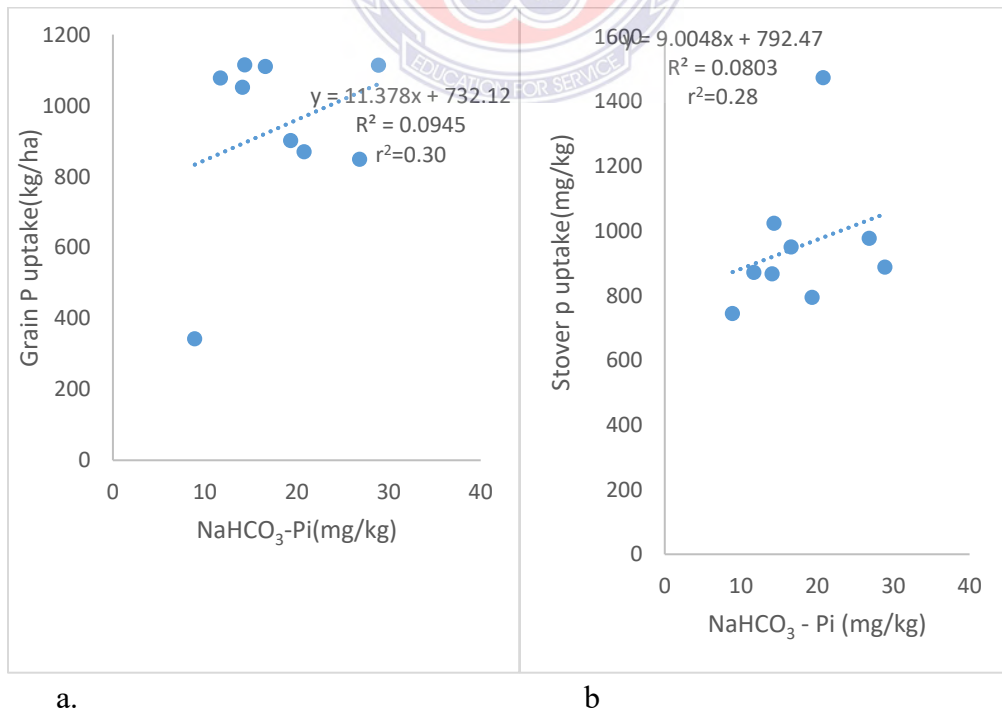 1200
1000
800
600
400
200
0
0 10 20 30 40
Grain P uptake(kg/ha)
NaHCO₃-Pi(mg/kg)
y = 11.378x + 732.12
R² = 0.0945
r²=0.30
EDUCATION FOR SERVICE
1600
1400
1200
1000
800
600
400
200
0
0 10 20 30 40
Stover p uptake(mg/kg)
NaHCO₃ - Pi (mg/kg)
y = 9.0048x + 792.47
R² = 0.0803
r²=0.28
a. b